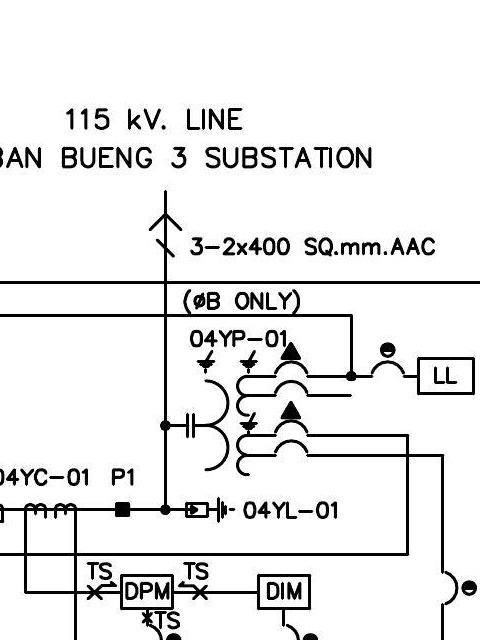 115 kV. LINE
BAN BUENG 3 SUBSTATION
3-2x400 SQ.mm.AAC
(øB ONLY)
04YP-01
LL
04YC-01 P1
04YL-01
TS TS
DPM DIM
TS